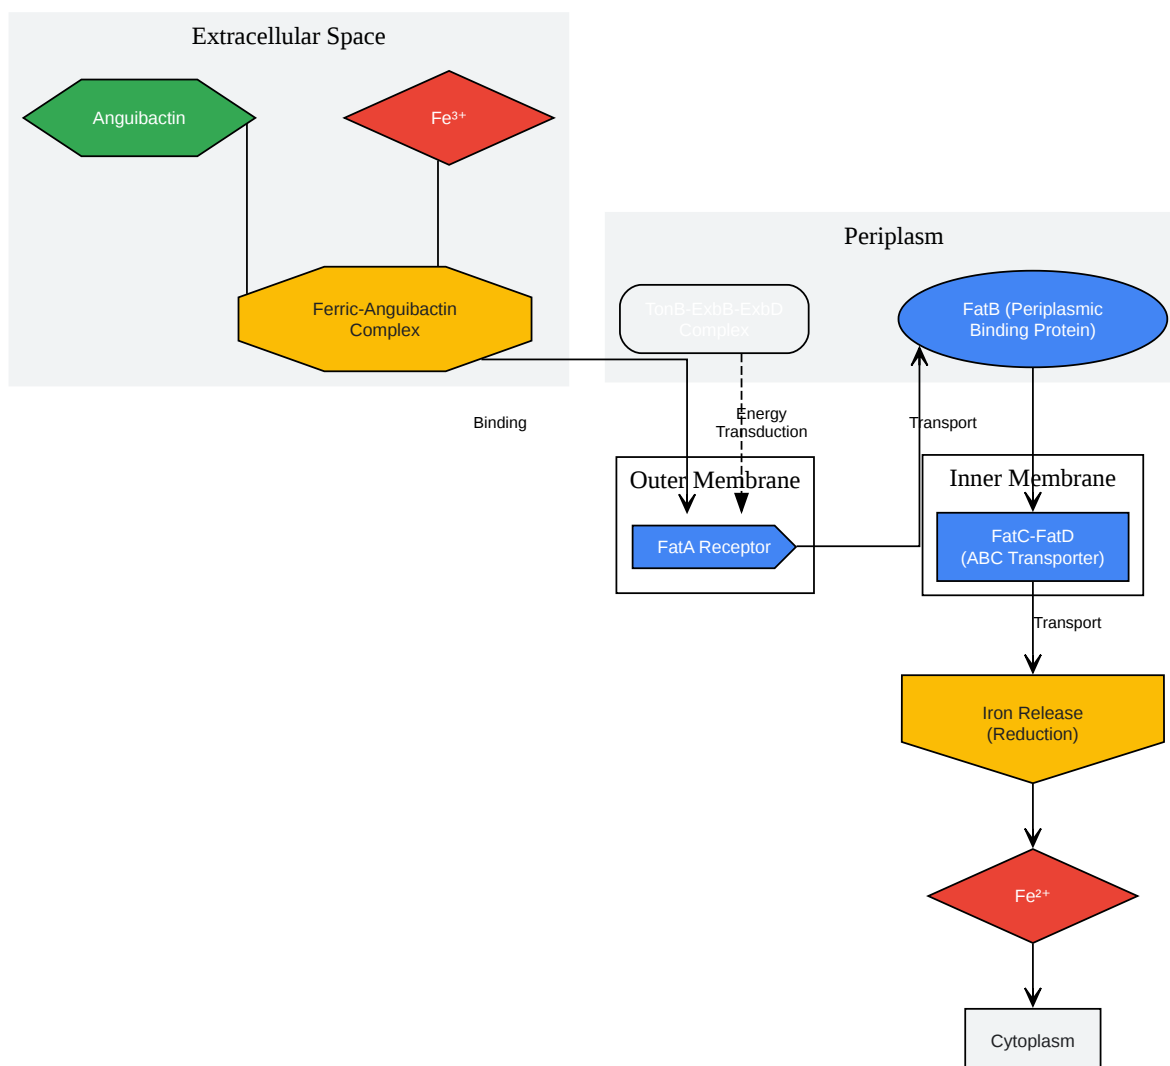 Extracellular Space
Anguibactin
Fe³⁺
Periplasm
Ferric-Anguibactin
Complex
TonB-ExbB-ExbD
Complex
FatB (Periplasmic
Binding Protein)
Binding
Energy
Transduction
Transport
Outer Membrane
Inner Membrane
FatA Receptor
FatC-FatD
(ABC Transporter)
Transport
Iron Release
(Reduction)
Fe²⁺
Cytoplasm